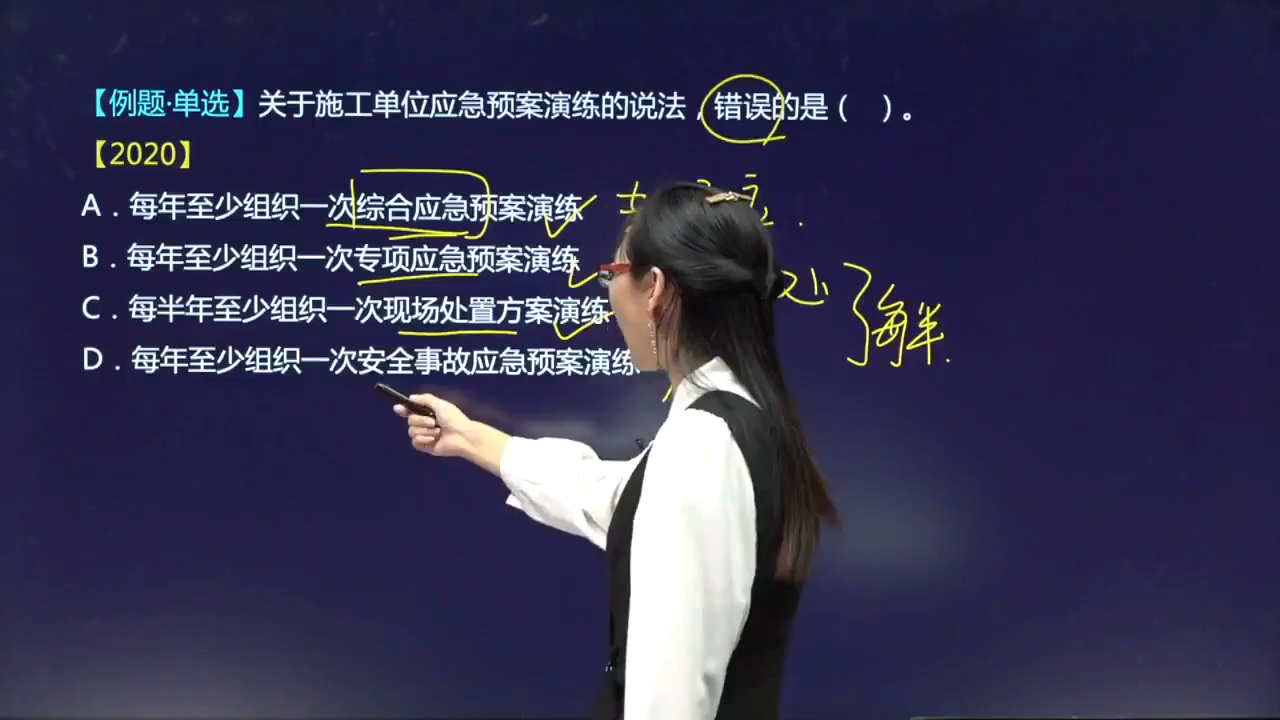 【例题·单选】关于施工单位应急预案演练的说法，错误的是（ ）。
【2020】
A．每年至少组织一次综合应急预案演练
B．每年至少组织一次专项应急预案演练
C．每半年至少组织一次现场处置方案演练
D．每年至少组织一次安全事故应急预案演练
了解.